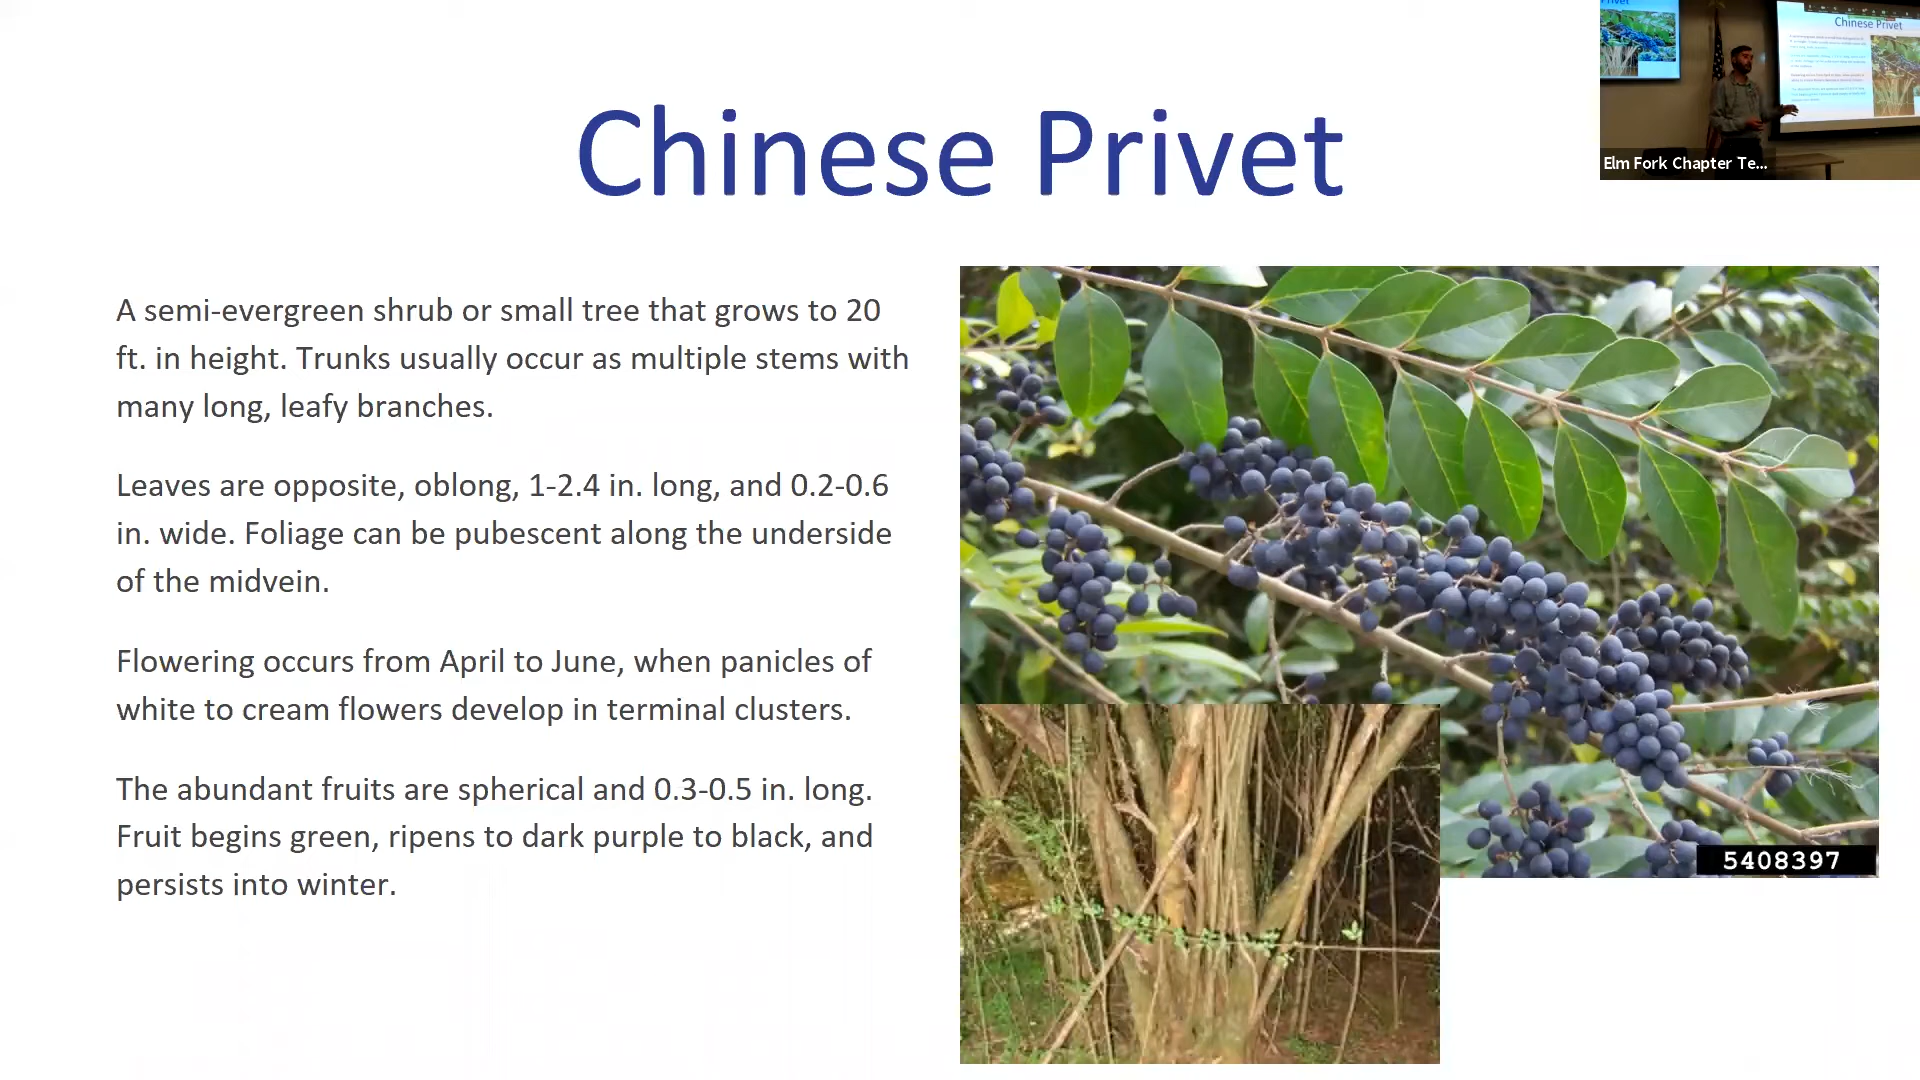 Chinese Privet
Chinese Privet
Elm Fork Chapter Te...
A semi-evergreen shrub or small tree that grows to 20
ft. in height. Trunks usually occur as multiple stems with
many long, leafy branches.
Leaves are opposite, oblong, 1-2.4 in. long, and 0.2-0.6
in. wide. Foliage can be pubescent along the underside
of the midvein.
Flowering occurs from April to June, when panicles of
white to cream flowers develop in terminal clusters.
The abundant fruits are spherical and 0.3-0.5 in. long.
Fruit begins green, ripens to dark purple to black, and
persists into winter.
5408397